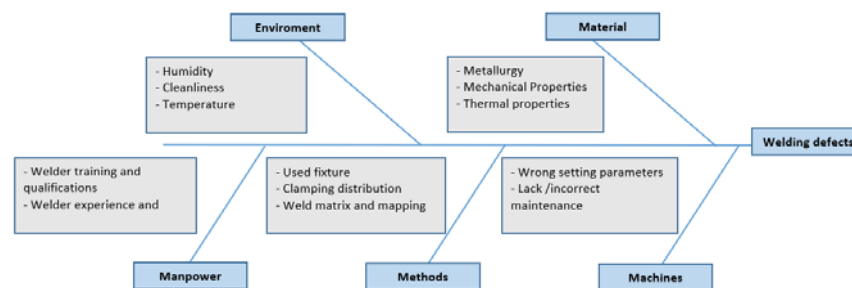 Enviroment
Material
- Humidity
- Cleanliness
- Temperature
- Metallurgy
- Mechanical Properties
- Thermal properties
Welding defects
- Welder training and
qualifications
- Welder experience and
- Used fixture
- Clamping distribution
- Weld matrix and mapping
- Wrong setting parameters
- Lack /incorrect
maintenance
Manpower
Methods
Machines